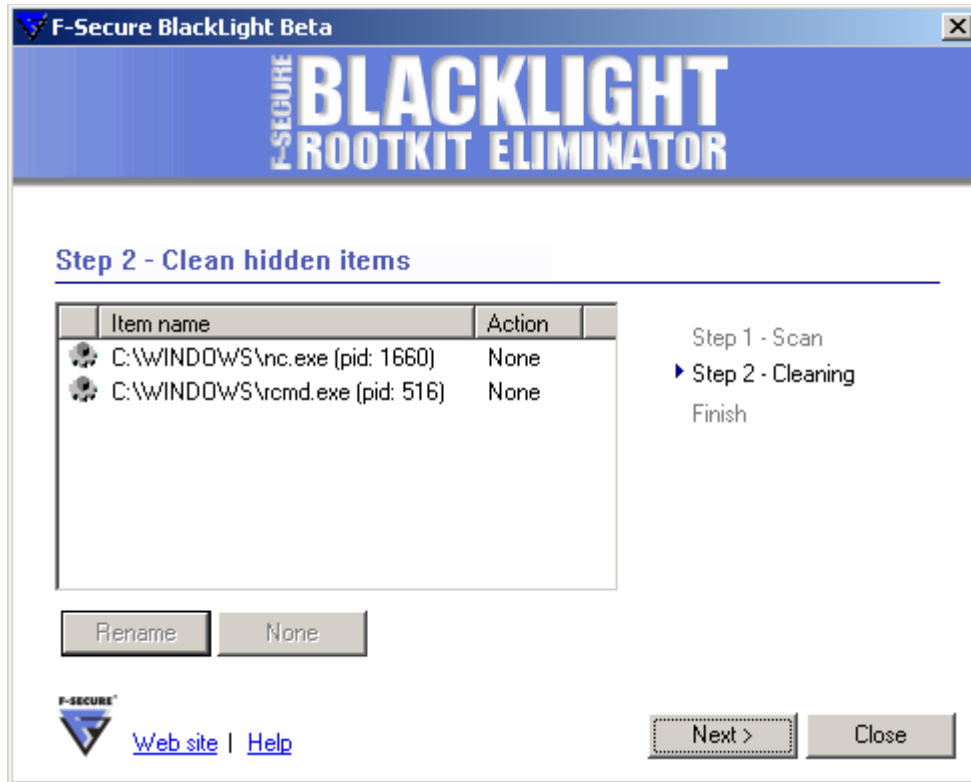 F-Secure BlackLight Beta
F-SECURE
BLACKLIGHT
ROOTKIT ELIMINATOR
Step 2 - Clean hidden items
Item name Action
C:\WINDOWS\nc.exe (pid: 1660) None
C:\WINDOWS\rcmd.exe (pid: 516) None
Step 1 - Scan
Step 2 - Cleaning
Finish
Rename None
F-SECURE
Web site | Help
Next > Close